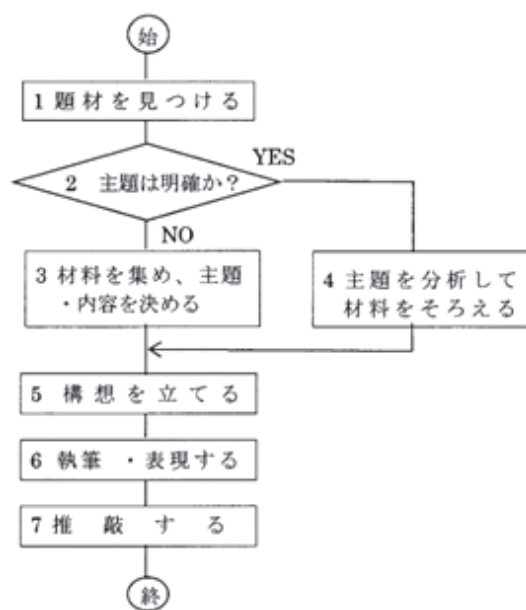 始
1 題材を見つける
2 主題は明確か?
YES
NO
3 材料を集め、主題
・内容を決める
4 主題を分析して
材料をそろえる
5 構想を立てる
6 執筆・表現する
7 推敲する
終